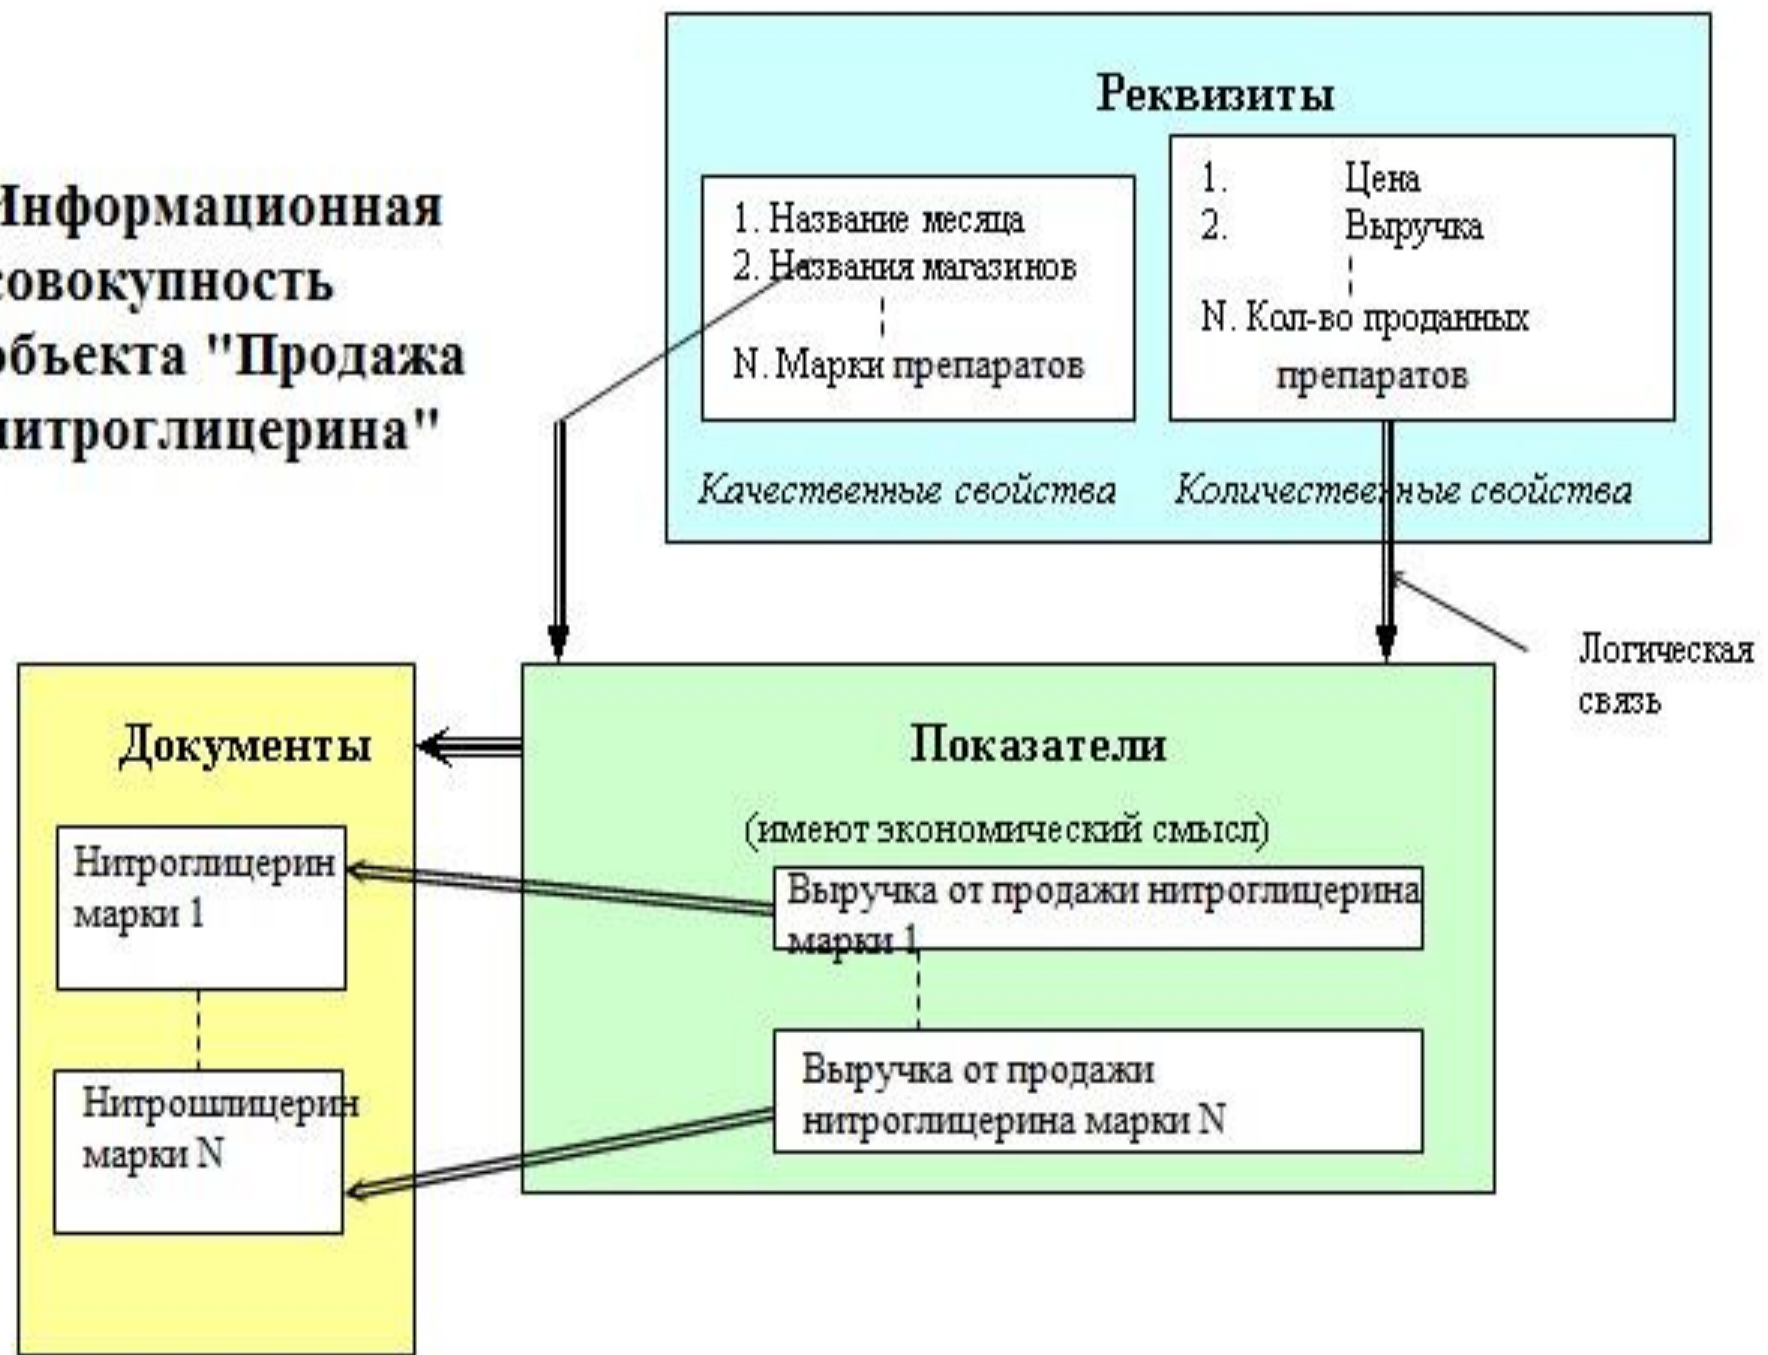 Информационная
совокупность
объекта "Продажа
нитроглицерина"
Реквизиты
1. Название месяца
2. Названия магазинов
N. Марки препаратов
Качественные свойства
1. Цена
2. Выручка
N. Кол-во проданных
препаратов
Количественные свойства
Логическая
связь
Документы
Нитроглицерин
марки 1
Нитрошлицерин
марки N
Показатели
(имеют экономический смысл)
Выручка от продажи нитроглицерина
марки 1
Выручка от продажи
нитроглицерина марки N